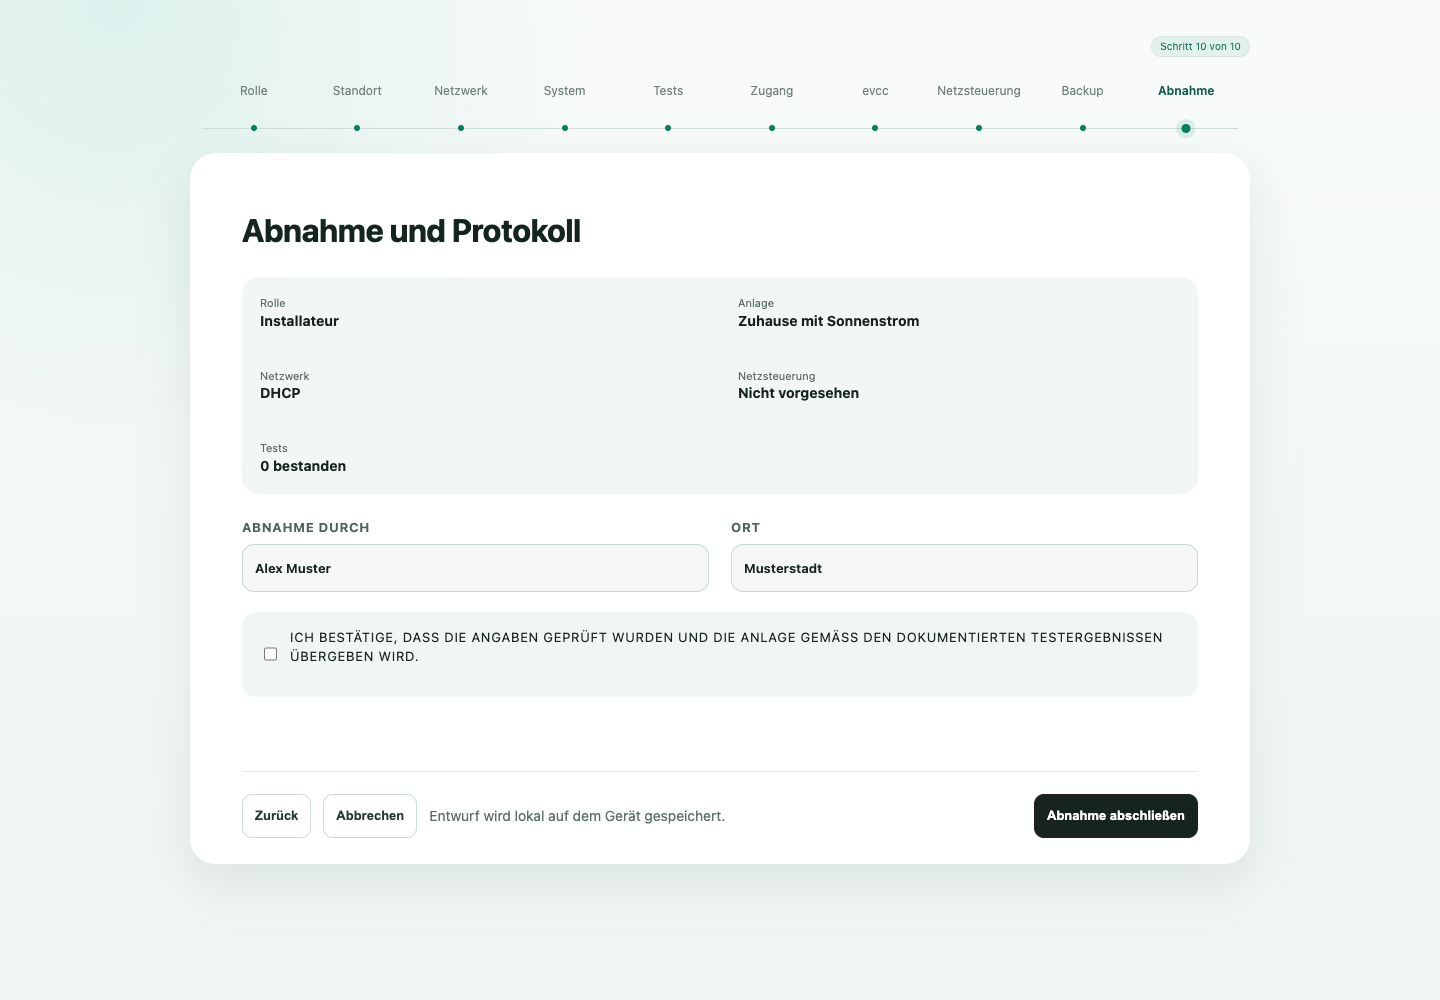 Schritt 10 von 10
Rolle Standort Netzwerk System Tests Zugang evcc Netzsteuerung Backup Abnahme
Abnahme und Protokoll
Rolle
Installateur
Anlage
Zuhause mit Sonnenstrom
Netzwerk
DHCP
Netzsteuerung
Nicht vorgesehen
Tests
0 bestanden
ABNAHME DURCH
Alex Muster
ORT
Musterstadt
ICH BESTÄTIGE, DASS DIE ANGABEN GEPRÜFT WURDEN UND DIE ANLAGE GEMÄSS DEN DOKUMENTIERTEN TESTERGEBNISSEN
ÜBERGEBEN WIRD.
Zurück Abbrechen Entwurf wird lokal auf dem Gerät gespeichert. Abnahme abschließen